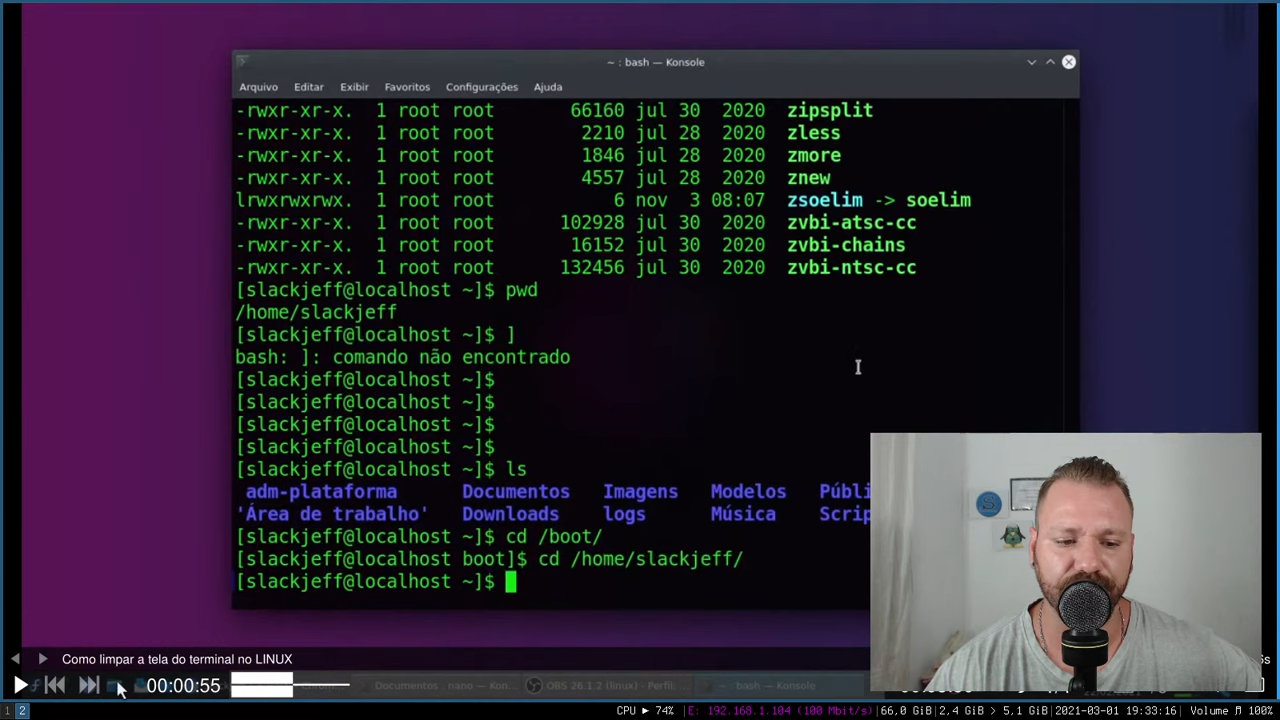 ~ : bash — Konsole
Arquivo Editar Exibir Favoritos Configurações Ajuda
-rwxr-xr-x. 1 root root 66160 jul 30 2020 zipsplit
-rwxr-xr-x. 1 root root 2210 jul 28 2020 zless
-rwxr-xr-x. 1 root root 1846 jul 28 2020 zmore
-rwxr-xr-x. 1 root root 4557 jul 28 2020 znew
lrwxrwxrwx. 1 root root 6 nov 3 08:07 zsoelim -> soelim
-rwxr-xr-x. 1 root root 102928 jul 30 2020 zvbi-atsc-cc
-rwxr-xr-x. 1 root root 16152 jul 30 2020 zvbi-chains
-rwxr-xr-x. 1 root root 132456 jul 30 2020 zvbi-ntsc-cc
[slackjeff@localhost ~]$ pwd
/home/slackjeff
[slackjeff@localhost ~]$ ]
bash: ]: comando não encontrado
[slackjeff@localhost ~]$
[slackjeff@localhost ~]$
[slackjeff@localhost ~]$
[slackjeff@localhost ~]$
[slackjeff@localhost ~]$ ls
adm-plataforma Documentos Imagens Modelos Públi
'Área de trabalho' Downloads logs Música Scrip
[slackjeff@localhost ~]$ cd /boot/
[slackjeff@localhost boot]$ cd /home/slackjeff/
[slackjeff@localhost ~]$
Como limpar a tela do terminal no LINUX
00:00:55
Documentos : nano — Kon...
OBS 26.1.2 (linux) - Perfil
~ : bash — Konsole
1 2 CPU ► 74% |E: 192.168.1.104 (100 Mbit/s)|66,0 GiB|2,4 GiB > 5,1 GiB|2021-03-01 19:33:16| Volume ♬ 100%